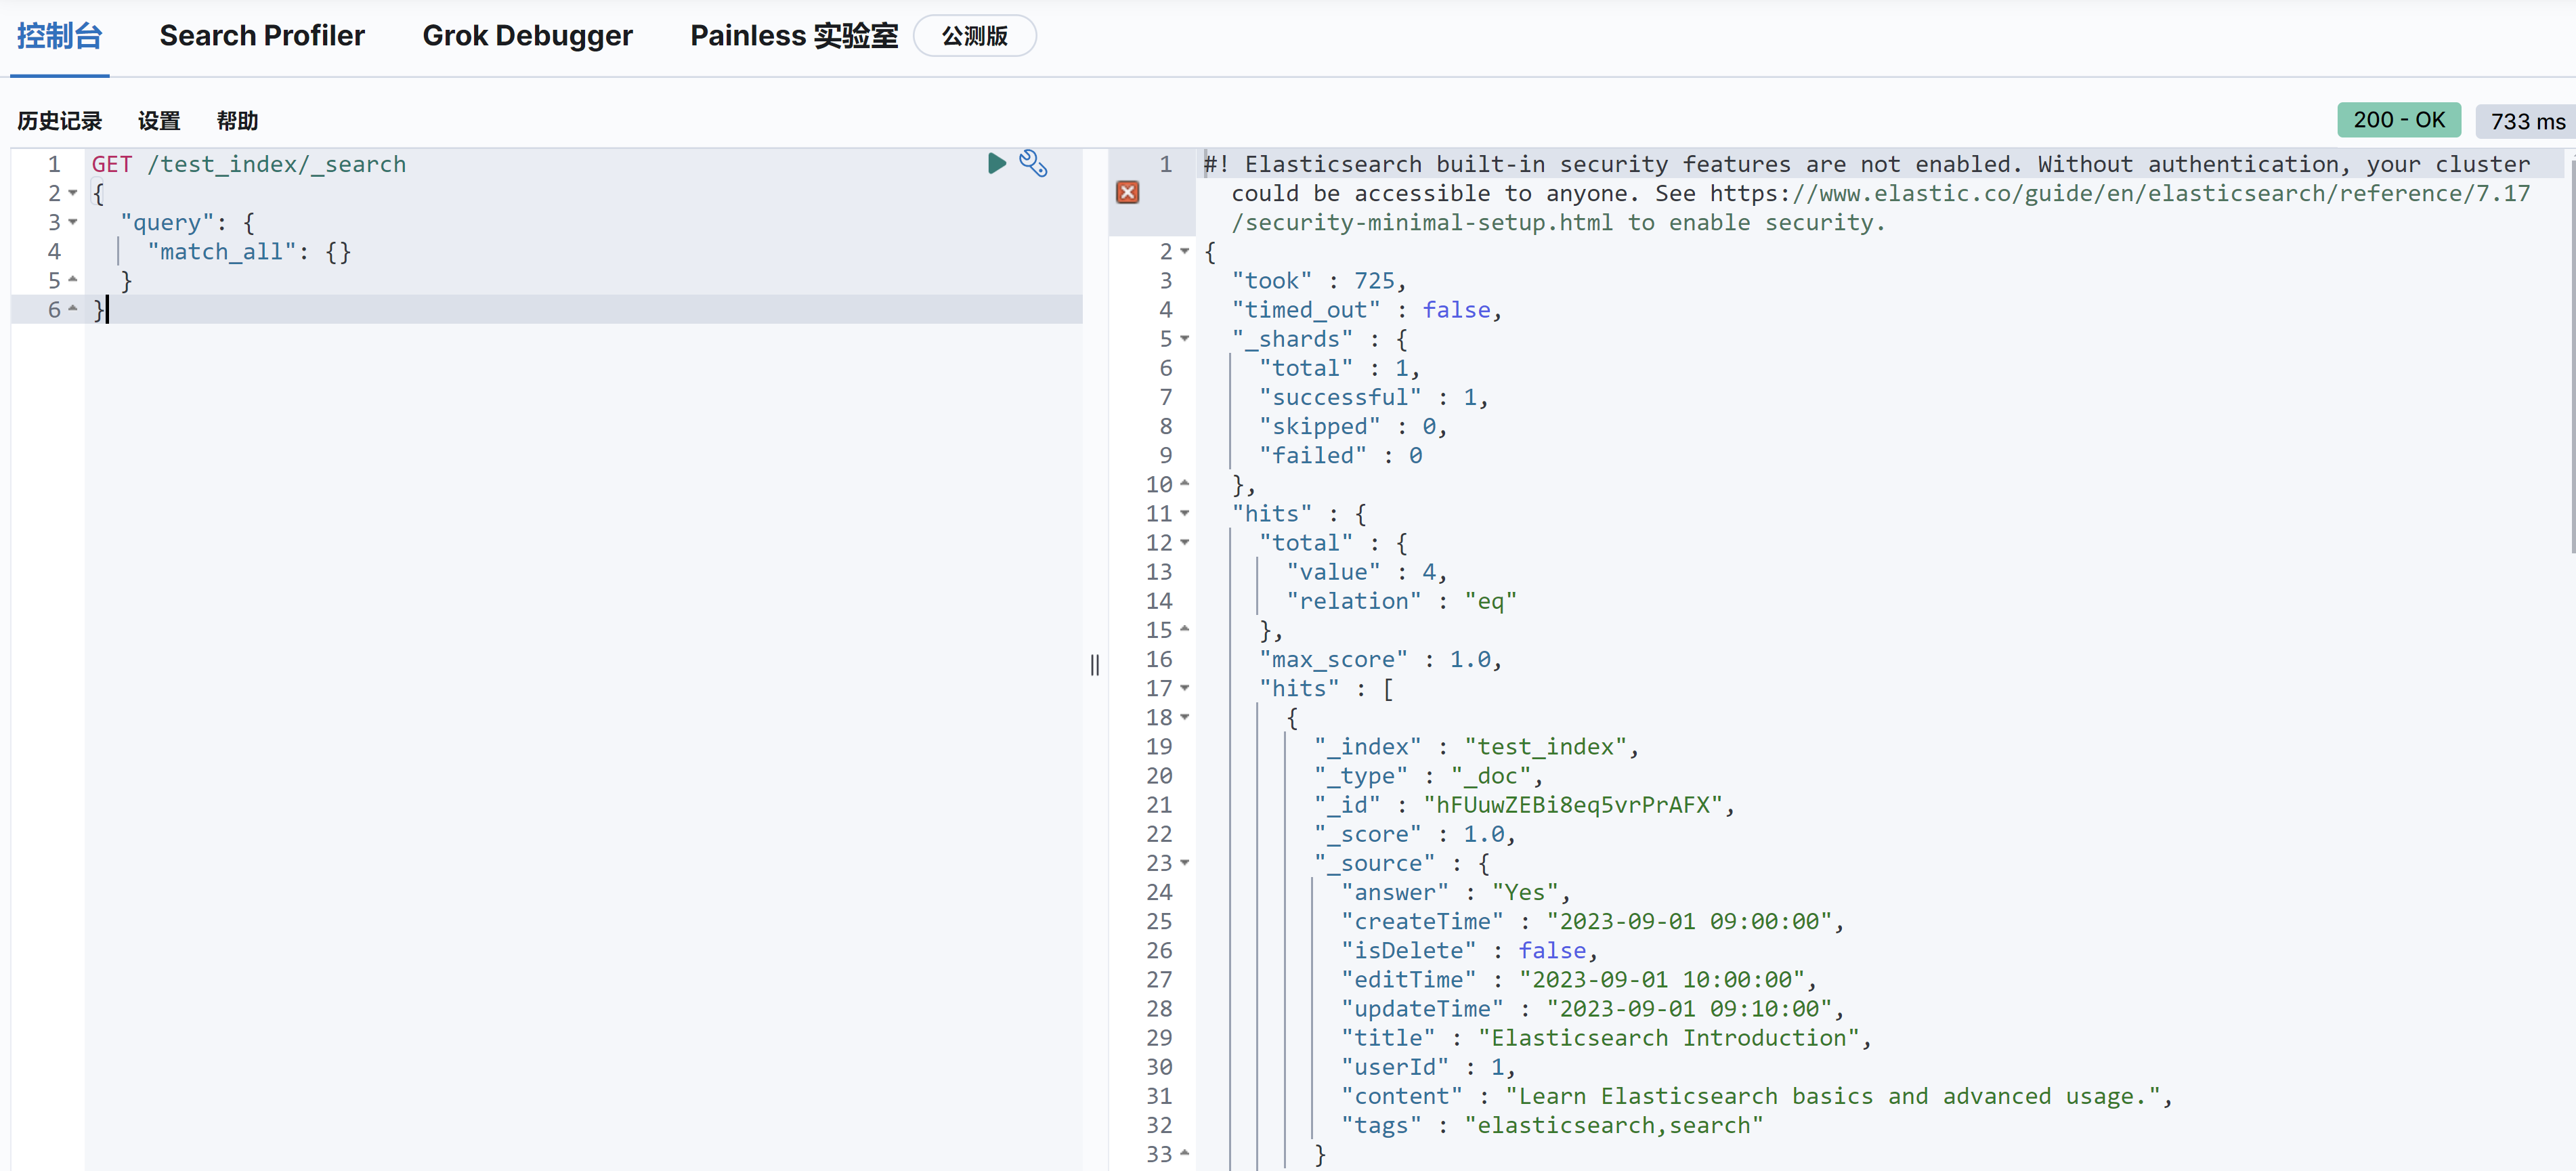 控制台 Search Profiler Grok Debugger Painless 实验室 公测版
历史记录 设置 帮助
200 - OK 733 ms
1 GET /test_index/_search
2 {
3 "query": {
4 "match_all": {}
5 }
6 }
1 #! Elasticsearch built-in security features are not enabled. Without authentication, your cluster
could be accessible to anyone. See https://www.elastic.co/guide/en/elasticsearch/reference/7.17
/security-minimal-setup.html to enable security.
2 {
3 "took" : 725,
4 "timed_out" : false,
5 "_shards" : {
6 "total" : 1,
7 "successful" : 1,
8 "skipped" : 0,
9 "failed" : 0
10 },
11 "hits" : {
12 "total" : {
13 "value" : 4,
14 "relation" : "eq"
15 },
16 "max_score" : 1.0,
17 "hits" : [
18 {
19 "_index" : "test_index",
20 "_type" : "_doc",
21 "_id" : "hFUuwZEBi8eq5vrPrAFX",
22 "_score" : 1.0,
23 "_source" : {
24 "answer" : "Yes",
25 "createTime" : "2023-09-01 09:00:00",
26 "isDelete" : false,
27 "editTime" : "2023-09-01 10:00:00",
28 "updateTime" : "2023-09-01 09:10:00",
29 "title" : "Elasticsearch Introduction",
30 "userId" : 1,
31 "content" : "Learn Elasticsearch basics and advanced usage.",
32 "tags" : "elasticsearch,search"
33 }